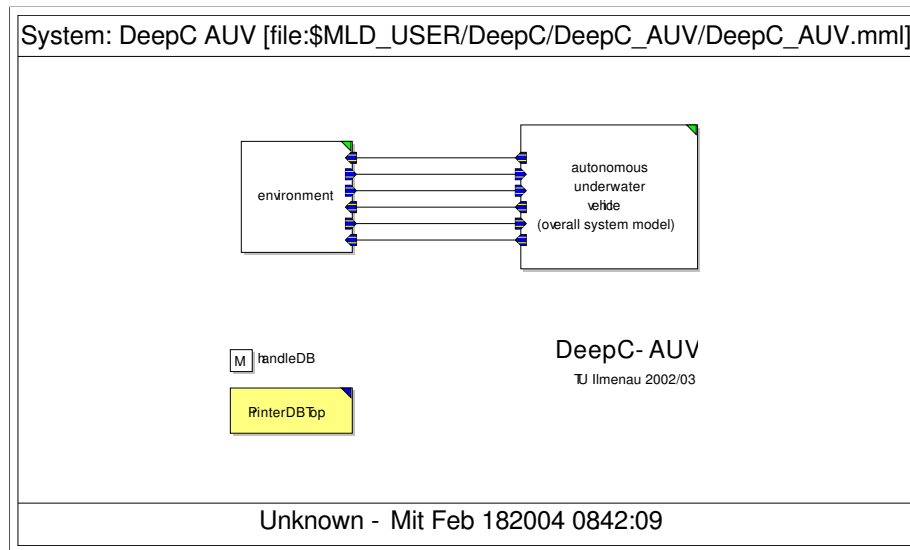 System: DeepC AUV [file:$MLD_USER/DeepC/DeepC_AUV/DeepC_AUV.mml]
environment
autonomous
underwater
vehicle
(overall system model)
M handleDB
DeepC- AUV
TU Ilmenau 2002/03
PrinterDBTop
Unknown - Mit Feb 182004 0842:09